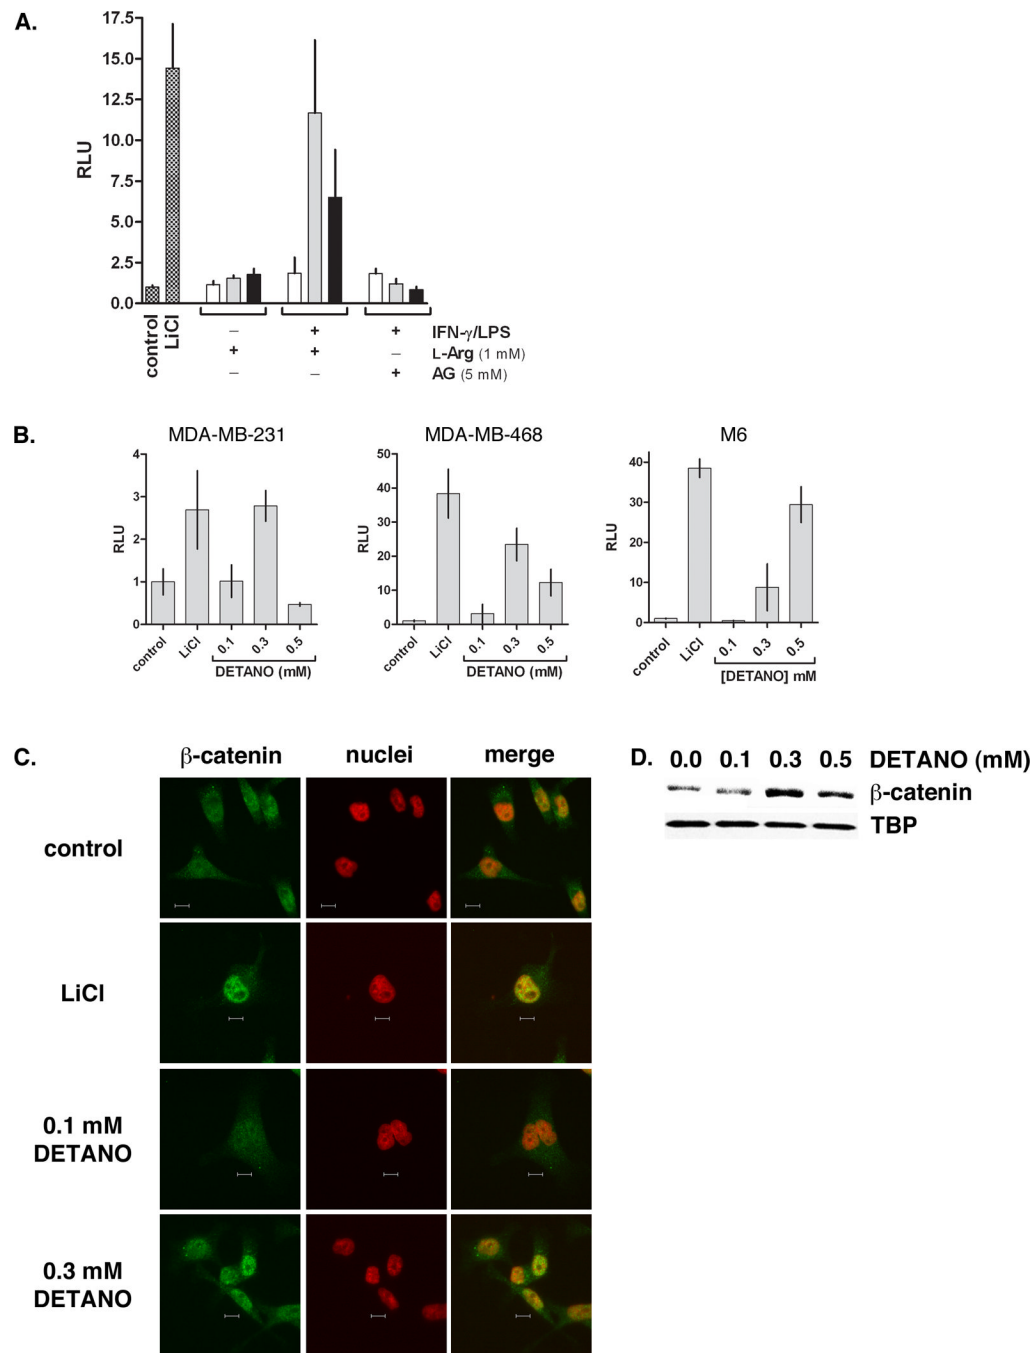 A.
17.5
15.0
12.5
10.0
7.5
5.0
2.5
0.0
RLU
control
LiCl
– + + IFN-γ/LPS
+ + – L-Arg (1 mM)
– – + AG (5 mM)
B.
MDA-MB-231
4
3
2
1
0
RLU
control LiCl 0.1 0.3 0.5
DETANO (mM)
MDA-MB-468
50
40
30
20
10
0
RLU
control LiCl 0.1 0.3 0.5
DETANO (mM)
M6
40
30
20
10
0
RLU
control LiCl 0.1 0.3 0.5
[DETANO] mM
C.
β-catenin nuclei merge
control
LiCl
0.1 mM
DETANO
0.3 mM
DETANO
D.
0.0 0.1 0.3 0.5 DETANO (mM)
β-catenin
TBP